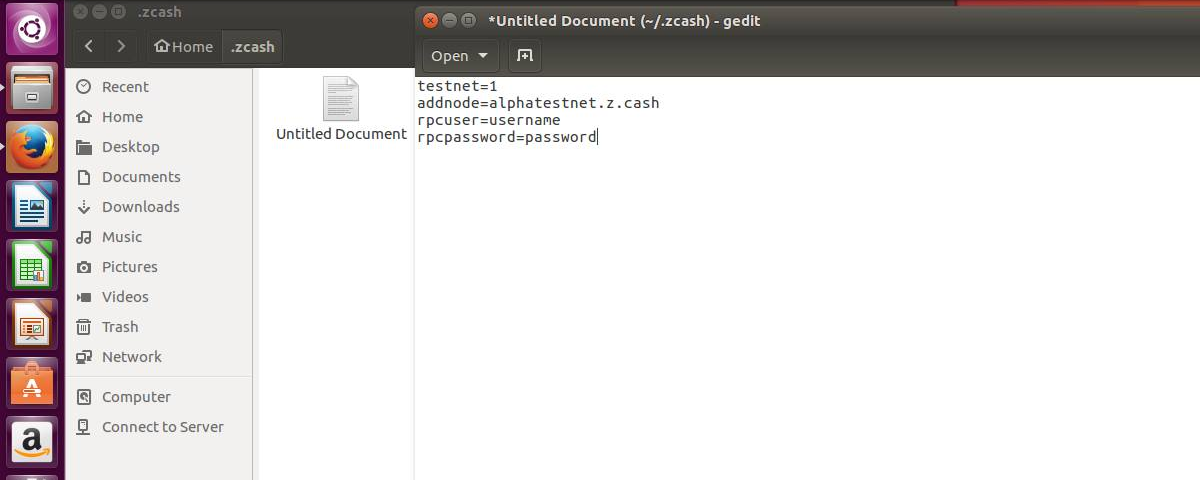 .zcash
*Untitled Document (~/.zcash) - gedit
Home
.zcash
Open
Recent
Home
Desktop
Documents
Downloads
Music
Pictures
Videos
Trash
Network
Computer
Connect to Server
Untitled Document
testnet=1
addnode=alphatestnet.z.cash
rpcuser=username
rpcpassword=password